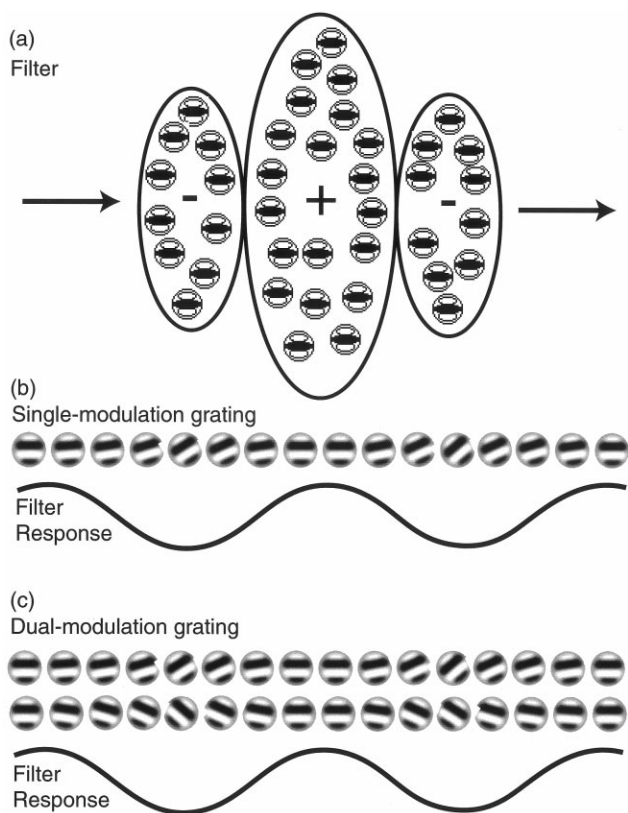 (a)
Filter
-
+
-
(b)
Single-modulation grating
Filter
Response
(c)
Dual-modulation grating
Filter
Response